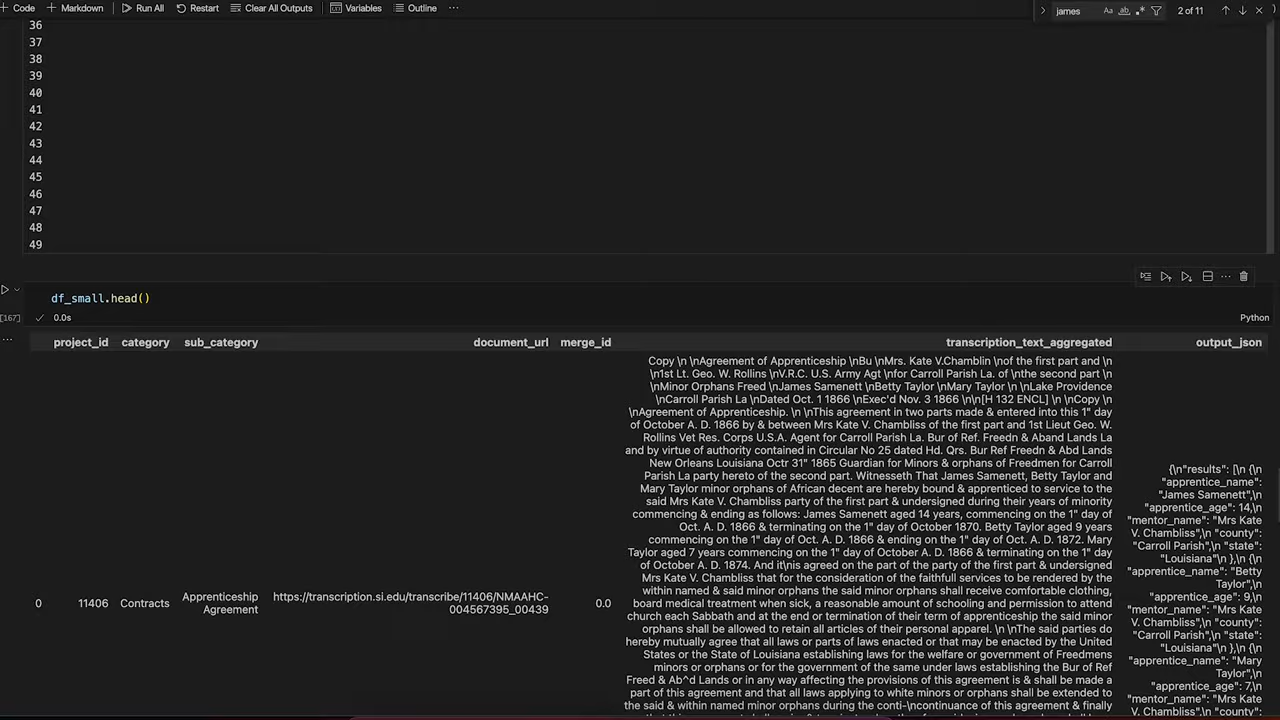 + Code + Markdown Run All Restart Clear All Outputs Variables Outline ...
james Aa ab .* 2 of 11
36
37
38
39
40
41
42
43
44
45
46
47
48
49
df_small.head()
[167] 0.0s Python
project_id category sub_category document_url merge_id transcription_text_aggregated output_json
0 11406 Contracts Apprenticeship Agreement https://transcription.si.edu/transcribe/11406/NMAAHC-
004567395_00439 0.0
Copy \n \nAgreement of Apprenticeship \nBu \nMrs. Kate V.Chamblin \nof the first part and \n
\n1st Lt. Geo. W. Rollins \nV.R.C. U.S. Army Agt \nfor Carroll Parish La. of \nthe second part \n
\nMinor Orphans Freed \nJames Samenett \nBetty Taylor \nMary Taylor \n \nLake Providence
\nCarroll Parish La \nDated Oct. 1 1866 \nExec'd Nov. 3 1866 \n\n[H 132 ENCL] \n \nCopy \n
\nAgreement of Apprenticeship. \n \nThis agreement in two parts made & entered into this 1" day
of October A. D. 1866 by & between Mrs Kate V. Chambliss of the first part and 1st Lieut Geo. W.
Rollins Vet Res. Corps U.S.A. Agent for Carroll Parish La. Bur of Ref. Freedn & Aband Lands La
and by virtue of authority contained in Circular No 25 dated Hd. Qrs. Bur Ref Freedn & Abd Lands
New Orleans Louisiana Octr 31" 1865 Guardian for Minors & orphans of Freedmen for Carroll
Parish La party hereto of the second part. Witnesseth That James Samenett, Betty Taylor and
Mary Taylor minor orphans of African decent are hereby bound & apprenticed to service to the
said Mrs Kate V. Chambliss party of the first part & undersigned during their years of minority
commencing & ending as follows: James Samenett aged 14 years, commencing on the 1" day of
Oct. A. D. 1866 & terminating on the 1" day of October 1870. Betty Taylor aged 9 years
commencing on the 1" day of Oct. A. D. 1866 & ending on the 1" day of Oct. A. D. 1872. Mary
Taylor aged 7 years commencing on the 1" day of October A. D. 1866 & terminating on the 1" day
of October A. D. 1874. And it\nis agreed on the part of the party of the first part & undersigned
Mrs Kate V. Chambliss that for the consideration of the faithfull services to be rendered by the
within named & said minor orphans the said minor orphans shall receive comfortable clothing,
board medical treatment when sick, a reasonable amount of schooling and permission to attend
church each Sabbath and at the end or termination of their term of apprenticeship the said minor
orphans shall be allowed to retain all articles of their personal apparel. \n \nThe said parties do
hereby mutually agree that all laws or parts of laws enacted or that may be enacted by the United
States or the State of Louisiana establishing laws for the welfare or government of Freedmens
minors or orphans or for the government of the same under laws establishing the Bur of Ref
Freed & Ab^d Lands or in any way affecting the provisions of this agreement is & shall be made a
part of this agreement and that all laws applying to white minors or orphans shall be extended to
the said & within named minor orphans during the conti-\ncontinuance of this agreement & finally
{\n"results": [\n {\n
"apprentice_name":
"James Samenett",\n
"apprentice_age": 14,\n
"mentor_name": "Mrs Kate
V. Chambliss",\n "county":
"Carroll Parish",\n "state":
"Louisiana"\n },\n {\n
"apprentice_name": "Betty
Taylor",\n
"apprentice_age": 9,\n
"mentor_name": "Mrs Kate
V. Chambliss",\n "county":
"Carroll Parish",\n "state":
"Louisiana"\n },\n {\n
"apprentice_name": "Mary
Taylor",\n
"apprentice_age": 7,\n
"mentor_name": "Mrs Kate
V. Chambliss",\n "county":